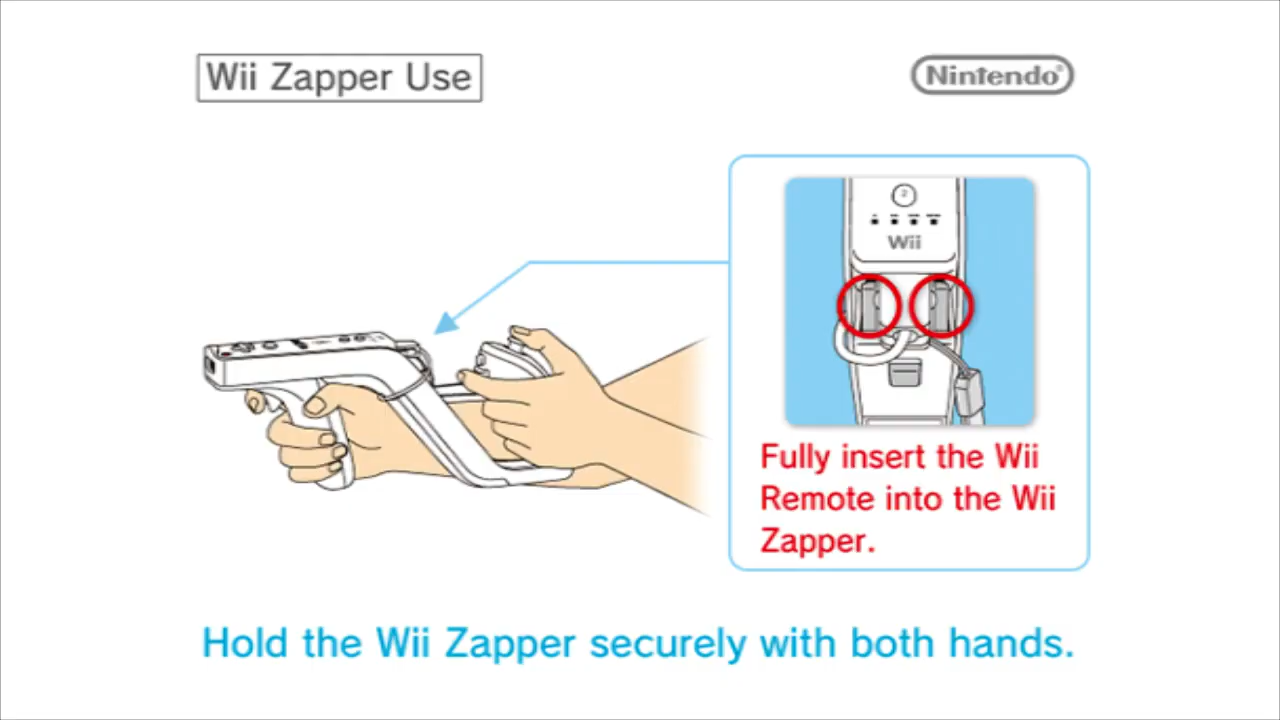 Wii Zapper Use
Nintendo®
2
Wii
Fully insert the Wii
Remote into the Wii
Zapper.
Hold the Wii Zapper securely with both hands.